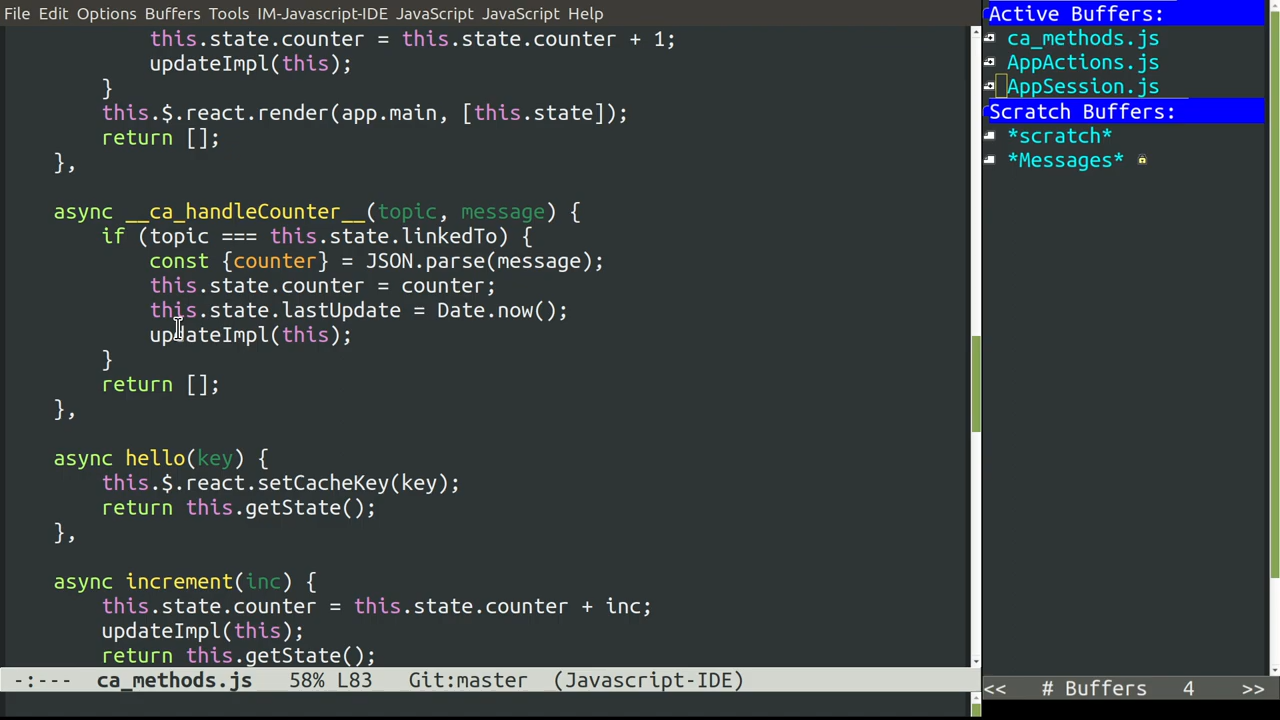 File Edit Options Buffers Tools IM-Javascript-IDE JavaScript JavaScript Help
this.state.counter = this.state.counter + 1;
updateImpl(this);
}
this.$.react.render(app.main, [this.state]);
return [];
},
async __ca_handleCounter__(topic, message) {
if (topic === this.state.linkedTo) {
const {counter} = JSON.parse(message);
this.state.counter = counter;
this.state.lastUpdate = Date.now();
updateImpl(this);
}
return [];
},
async hello(key) {
this.$.react.setCacheKey(key);
return this.getState();
},
async increment(inc) {
this.state.counter = this.state.counter + inc;
updateImpl(this);
return this.getState();
-:--- ca_methods.js 58% L83 Git:master (Javascript-IDE)
Active Buffers:
ca_methods.js
AppActions.js
AppSession.js
Scratch Buffers:
*scratch*
*Messages*
<< # Buffers 4 >>